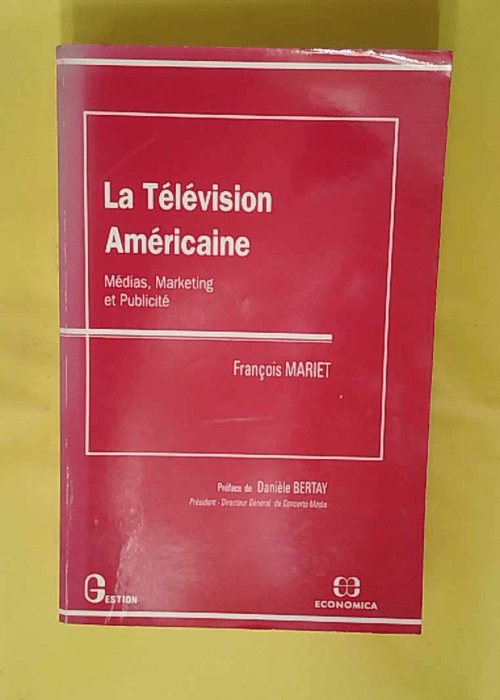 La Télévision
Américaine
Médias, Marketing
et Publicité
François MARIET
Préface de Danièle BERTAY
Président - Directeur Général de Concerto Média
GESTION
ECONOMICA